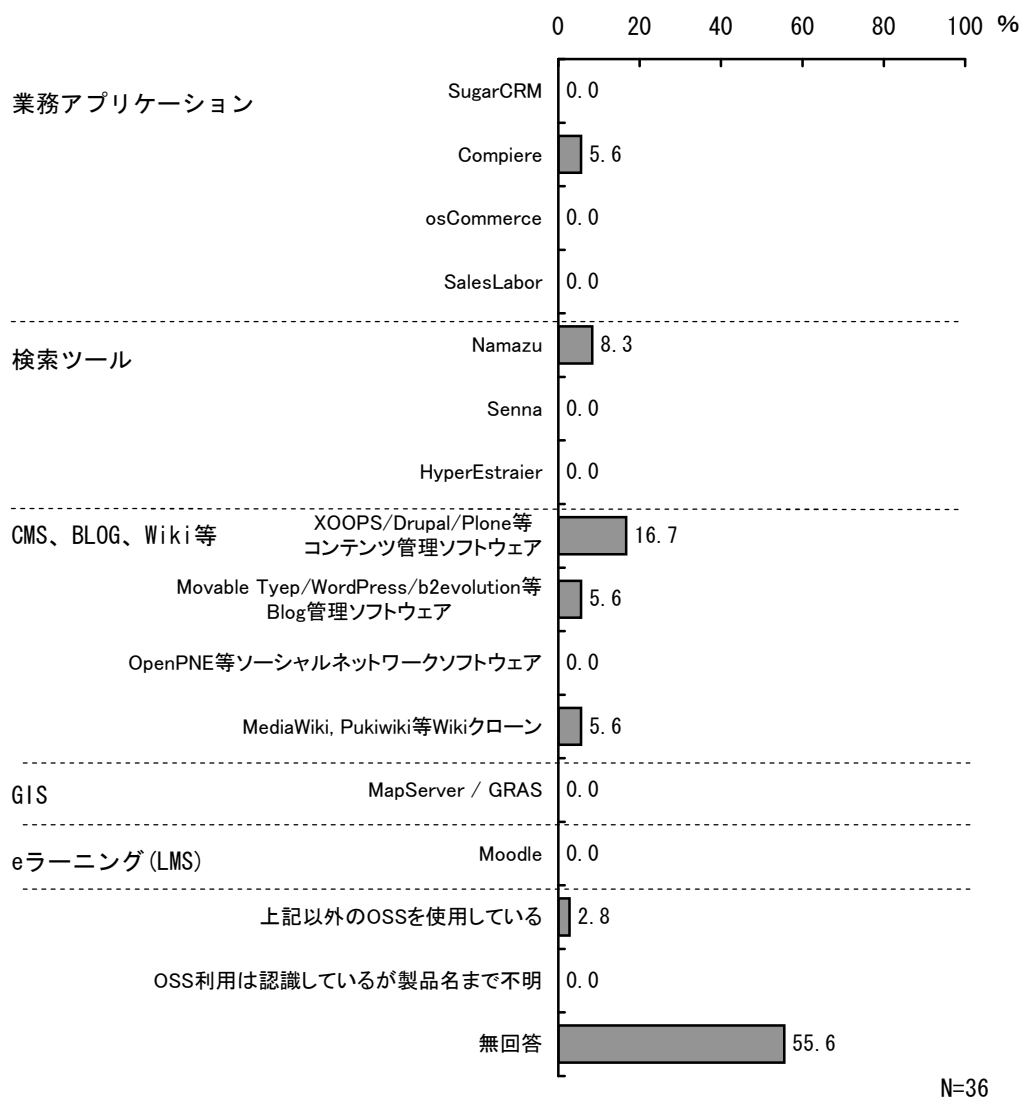 0 20 40 60 80 100 %
業務アプリケーション
SugarCRM 0.0
Compiere 5.6
osCommerce 0.0
SalesLabor 0.0
検索ツール
Namazu 8.3
Senna 0.0
HyperEstraier 0.0
CMS、BLOG、Wiki等
XOOPS/Drupal/Plone等
コンテンツ管理ソフトウェア 16.7
Movable Tyep/WordPress/b2evolution等
Blog管理ソフトウェア 5.6
OpenPNE等ソーシャルネットワークソフトウェア 0.0
MediaWiki, Pukiwiki等Wikiクローン 5.6
GIS
MapServer / GRAS 0.0
eラーニング(LMS)
Moodle 0.0
上記以外のOSSを使用している 2.8
OSS利用は認識しているが製品名まで不明 0.0
無回答 55.6
N=36